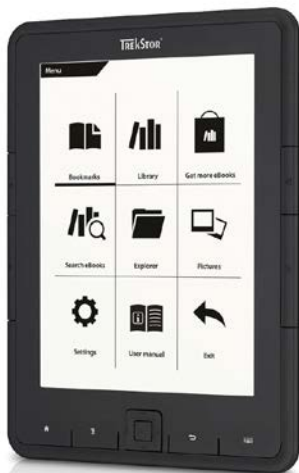 TREKSTOR
Menu
Bookmarks
Library
Get more eBooks
Search eBooks
Explorer
Pictures
Settings
User manual
Exit